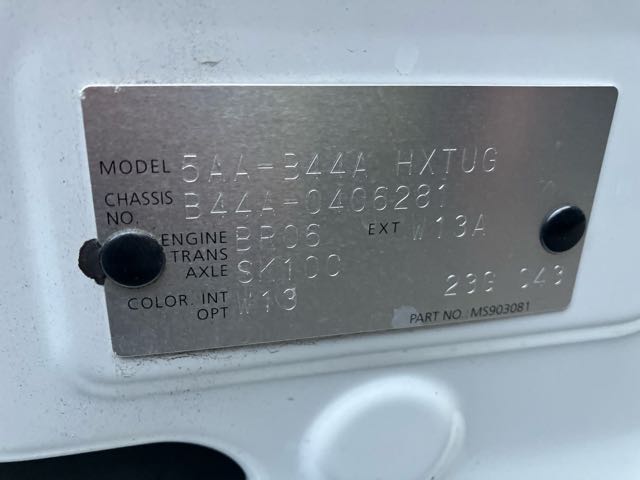 MODEL 5AA-B44A HXTUG
CHASSIS NO. B44A-0406281
ENGINE BR06 EXT W13A
TRANS AXLE SK10C
COLOR. INT W13 23G 043
OPT
PART NO. MS903081